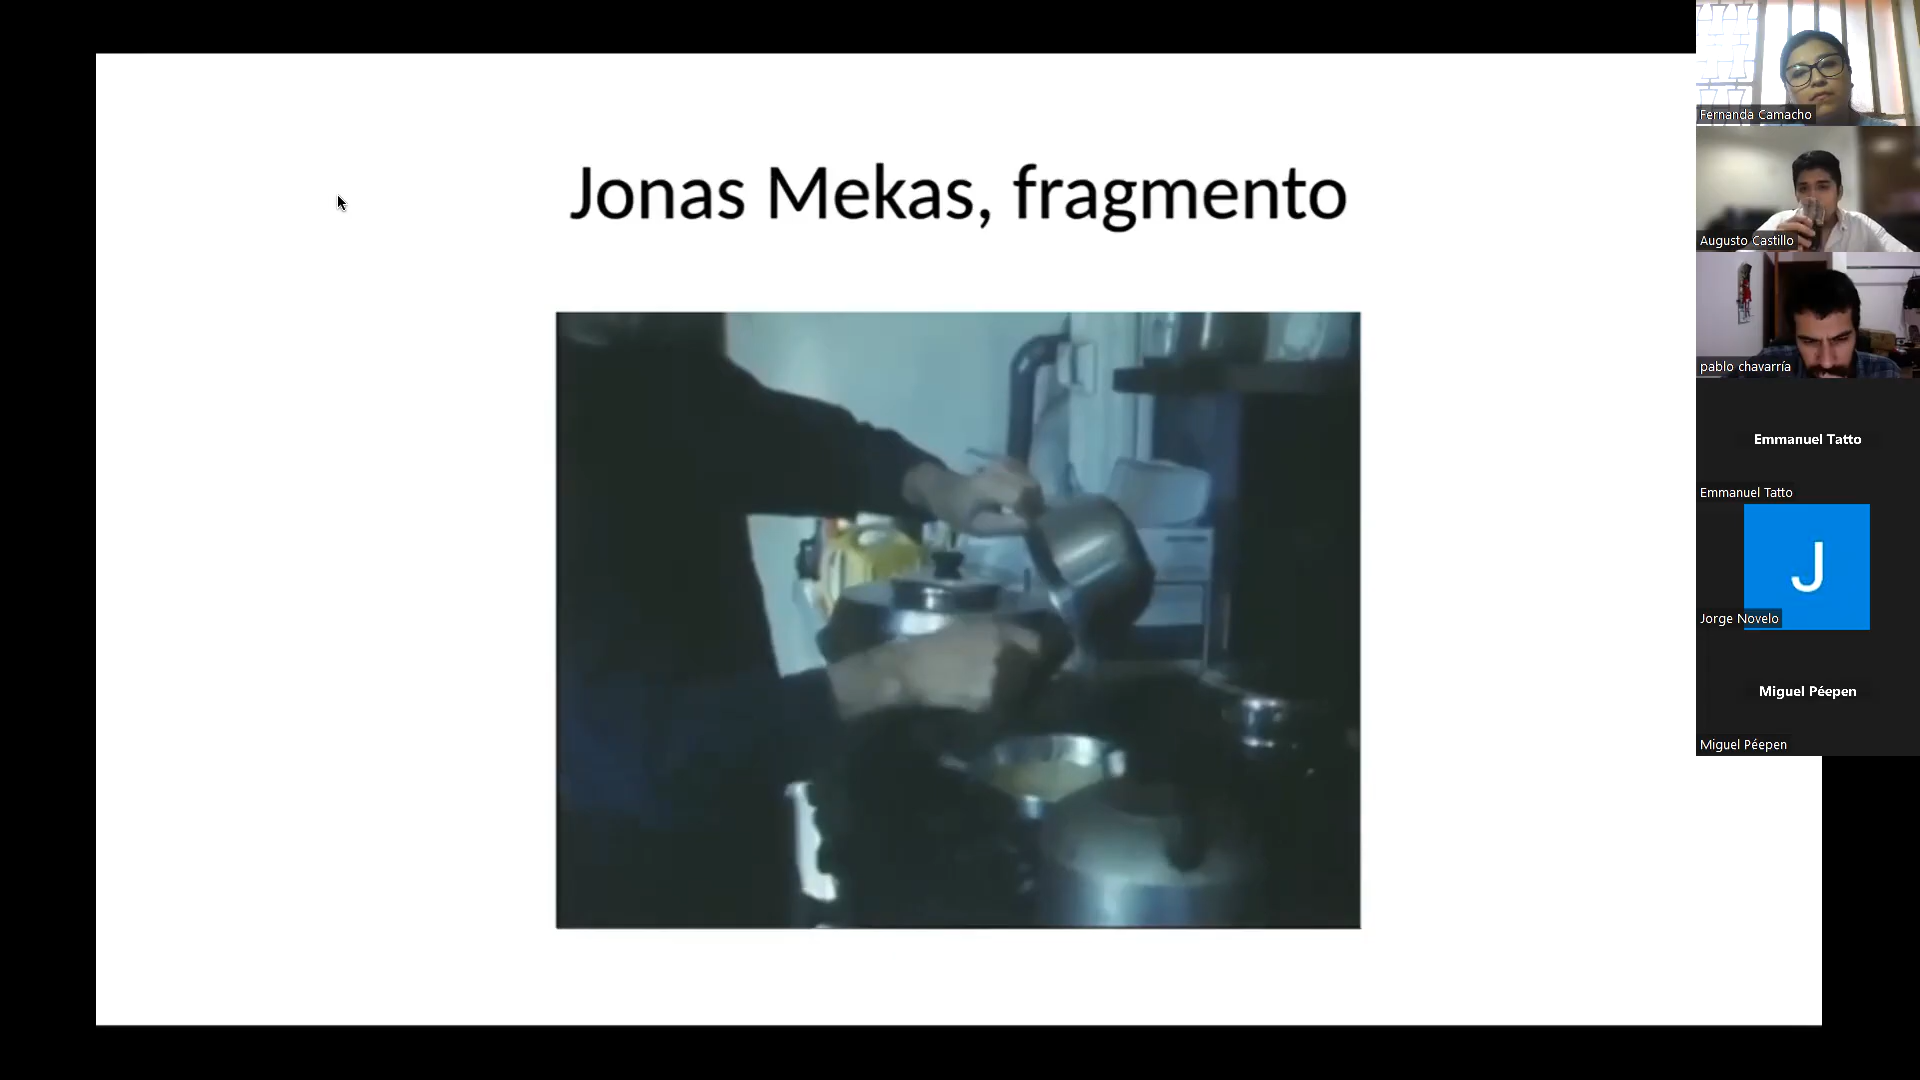 Jonas Mekas, fragmento
Fernanda Camacho
Augusto Castillo
pablo chavarría
Emmanuel Tatto
Emmanuel Tatto
J
Jorge Novelo
Miguel Péepen
Miguel Péepen